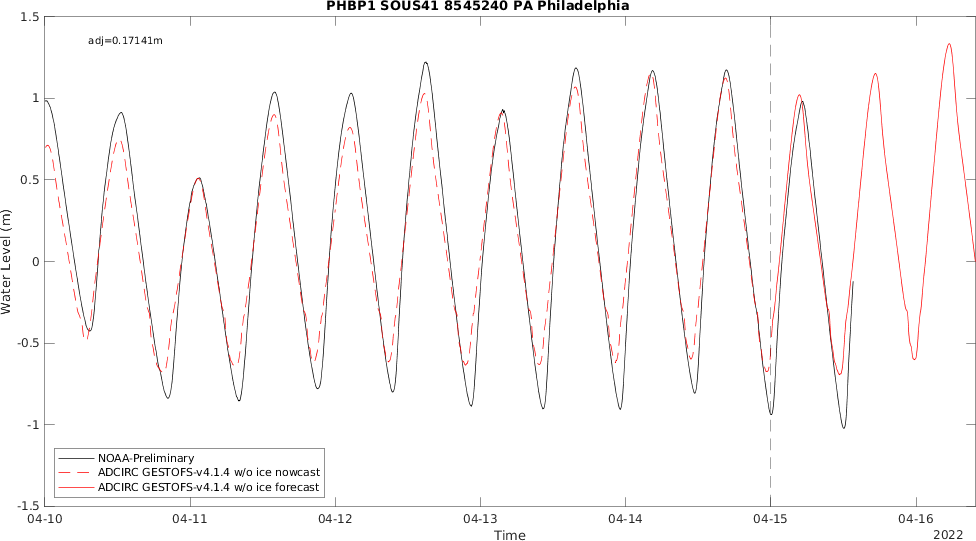 PHBP1 SOUS41 8545240 PA Philadelphia
adj=0.17141m
1.5
1
0.5
0
-0.5
-1
-1.5
Water Level (m)
NOAA-Preliminary
ADCIRC GESTOFS-v4.1.4 w/o ice nowcast
ADCIRC GESTOFS-v4.1.4 w/o ice forecast
04-10 04-11 04-12 04-13 04-14 04-15 04-16
Time
2022